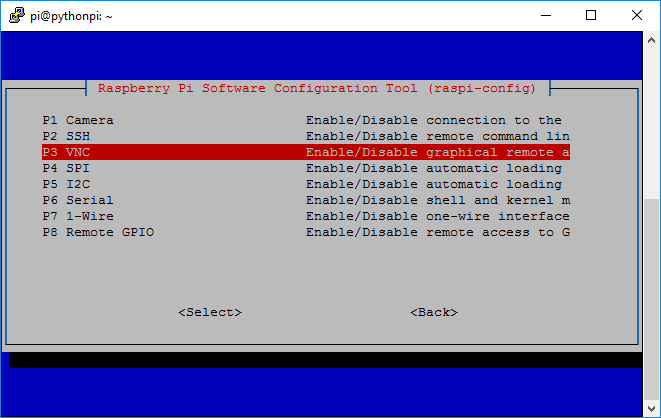 pi@pythonpi: ~
Raspberry Pi Software Configuration Tool (raspi-config)
P1 Camera Enable/Disable connection to the
P2 SSH Enable/Disable remote command lin
P3 VNC Enable/Disable graphical remote a
P4 SPI Enable/Disable automatic loading
P5 I2C Enable/Disable automatic loading
P6 Serial Enable/Disable shell and kernel m
P7 1-Wire Enable/Disable one-wire interface
P8 Remote GPIO Enable/Disable remote access to G
<Select> <Back>